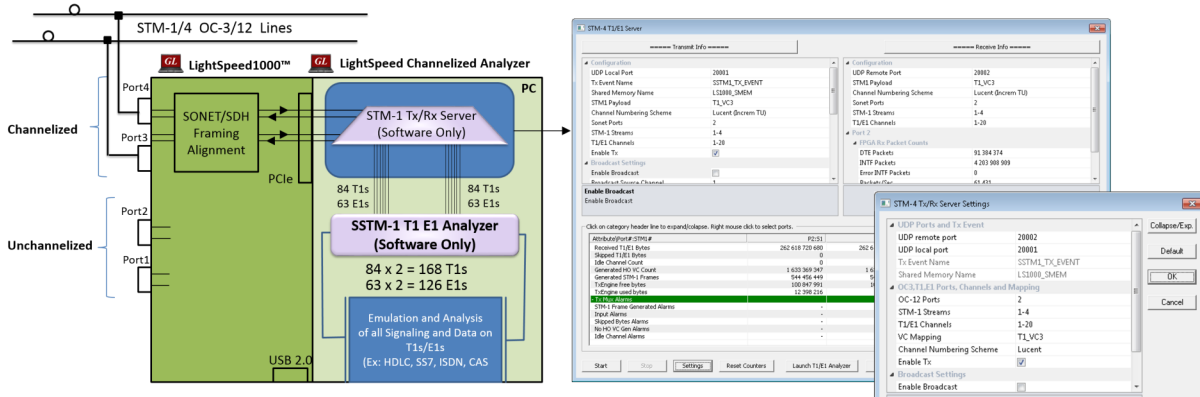 STM-1/4 OC-3/12 Lines
GL LightSpeed1000™
GL LightSpeed Channelized Analyzer
Port4
PC
Channelized
Port3
SONET/SDH
Framing
Alignment
STM-1 Tx/Rx Server
(Software Only)
PCIe
84 T1s
63 E1s
84 T1s
63 E1s
Port2
Unchannelized
Port1
SSTM-1 T1 E1 Analyzer
(Software Only)
84 x 2 = 168 T1s
63 x 2 = 126 E1s
Emulation and Analysis
of all Signaling and Data on
T1s/E1s
(Ex: HDLC, SS7, ISDN, CAS
USB 2.0
STM-4 T1/E1 Server
===== Transmit Info =====
===== Receive Info =====
Configuration
UDP Local Port 20001
Tx Event Name SSTM1_TX_EVENT
Shared Memory Name LS1000_SMEM
STM1 Payload T1_VC3
Channel Numbering Scheme Lucent (Increm TU)
Sonet Ports 2
STM-1 Streams 1-4
T1/E1 Channels 1-20
Enable Tx
Broadcast Settings
Enable Broadcast
Broadcast Source Channel 1
Enable Broadcast
Enable Broadcast
Configuration
UDP Remote Port 20002
STM1 Payload T1_VC3
Channel Numbering Scheme Lucent (Increm TU)
Sonet Ports 2
STM-1 Streams 1-4
T1/E1 Channels 1-20
Port 2
FPGA Rx Packet Counts
DTE Packets 91 384 374
INTF Packets 4 203 908 909
Error INTF Packets 0
Packets/Sec 61 431
Click on category header line to expand/collapse. Right mouse click to select ports.
Attribute\Port#:STM1# P2:S1
Received T1/E1 Bytes 262 618 720 680 262 6
Skipped T1/E1 Bytes 0
Idle Channel Count 0
Generated HO VC Count 1 633 369 347 1 6
Generated STM-1 Frames 544 456 449 5
TxEngine free bytes 100 847 991 10
TxEngine used bytes 12 398 216
- Tx Mux Alarms
STM-1 Frame Generated Alarms -
Input Alarms -
Skipped Bytes Alarms -
No HO VC Gen Alarms -
Idle Channel Alarms -
Start Stop Settings Reset Counters Launch T1/E1 Analyzer
STM-4 Tx/Rx Server Settings
UDP Ports and Tx Event
UDP remote port 20002
UDP local port 20001
Tx Event Name SSTM1_TX_EVENT
Shared Memory Name LS1000_SMEM
OC3,T1,E1 Ports, Channels and Mapping
OC-12 Ports 2
STM-1 Streams 1-4
T1/E1 Channels 1-20
VC Mapping T1_VC3
Channel Numbering Scheme Lucent
Enable Tx
Broadcast Settings
Enable Broadcast
Collapse/Exp.
Default
OK
Cancel